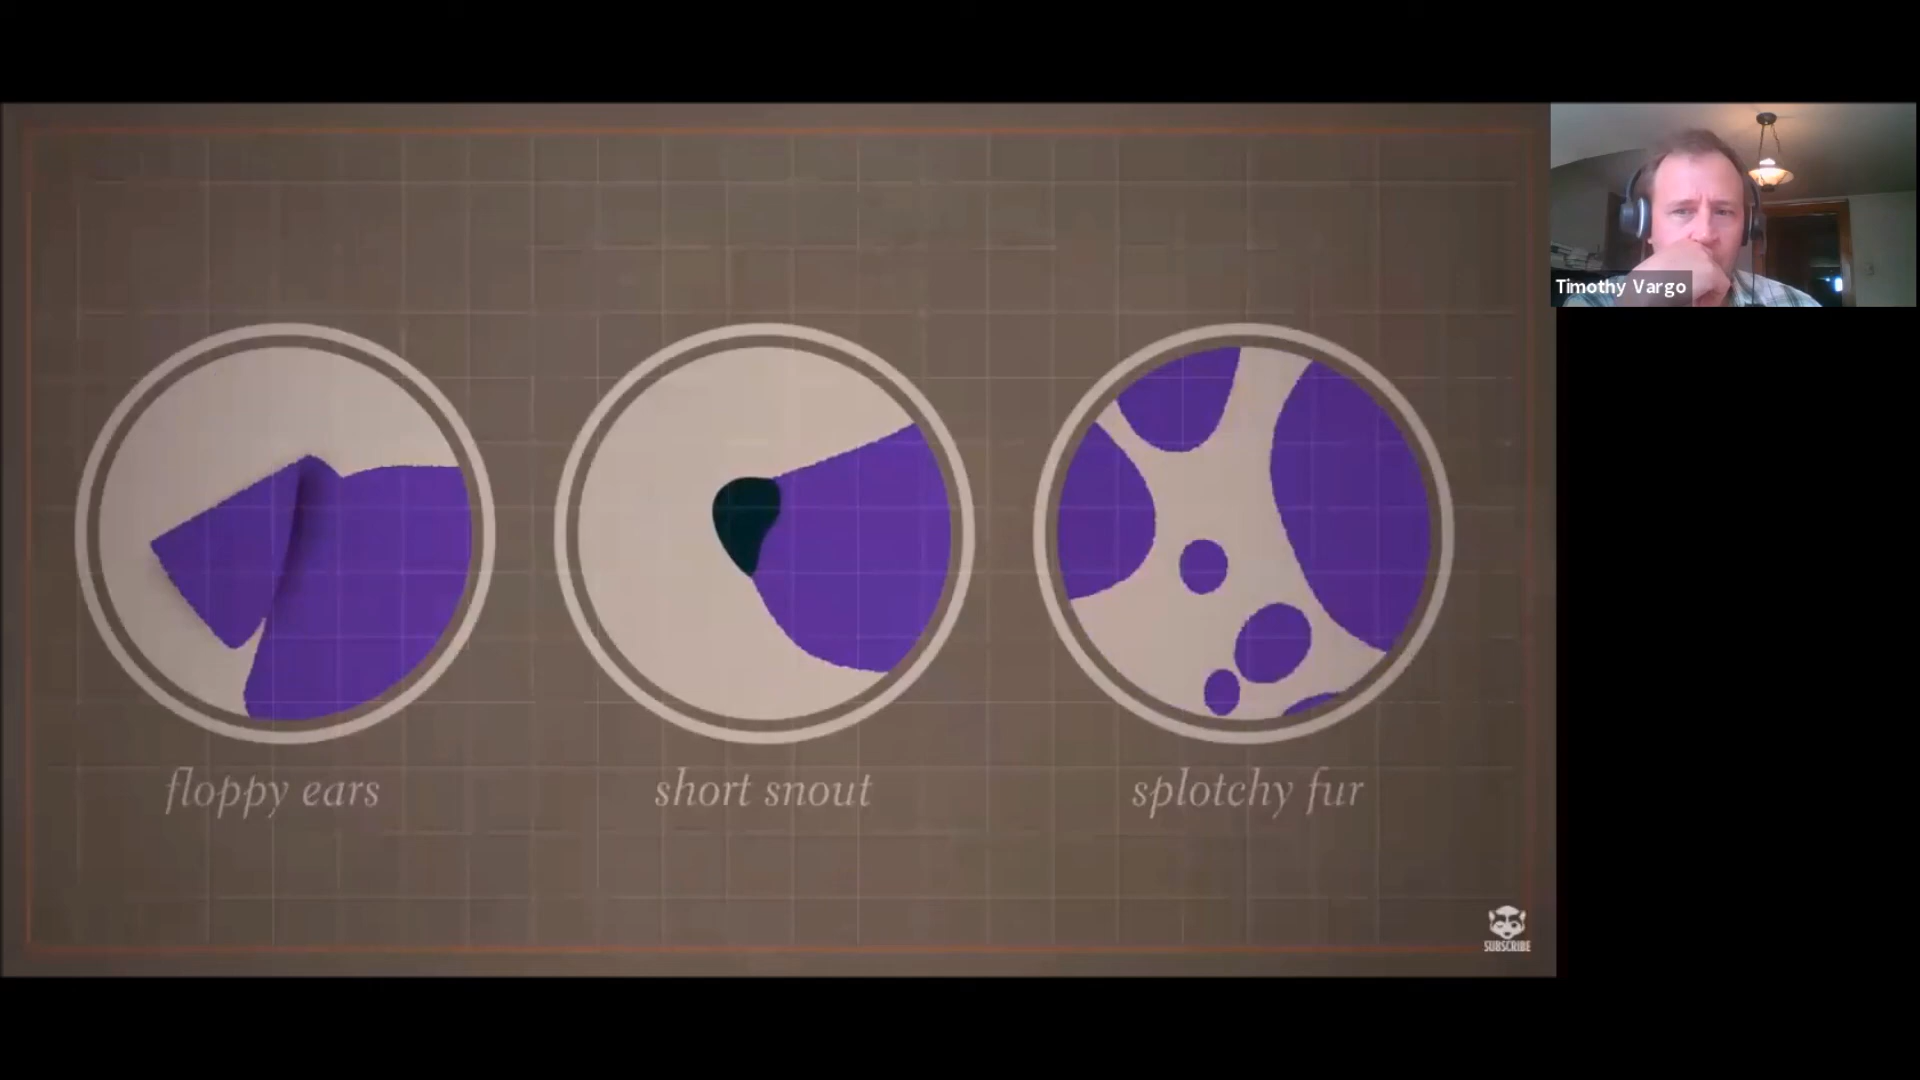 Timothy Vargo
floppy ears
short snout
splotchy fur
SUBSCRIBE